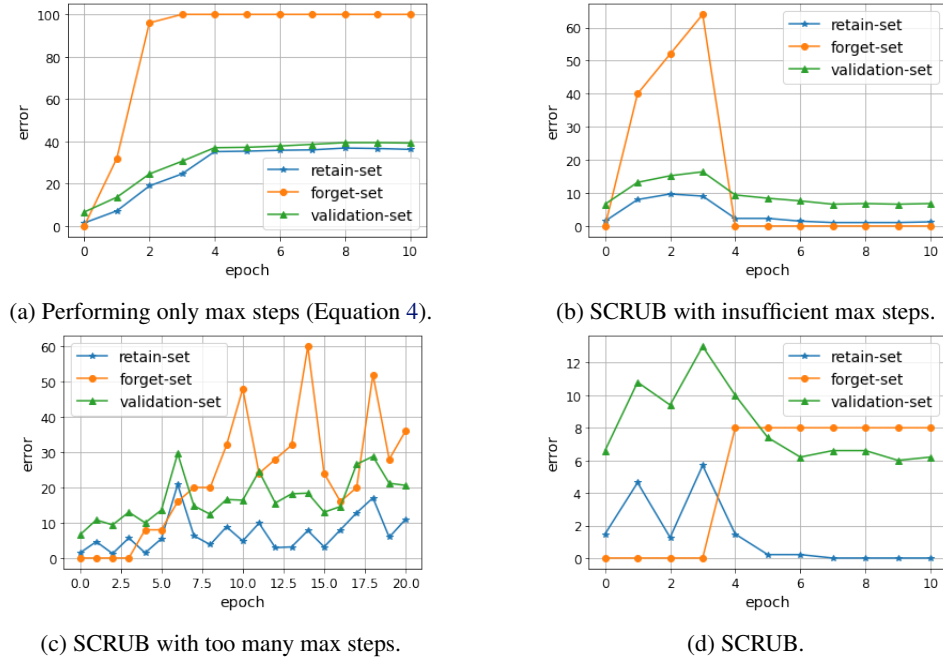 100
80
60
40
20
0
error
retain-set
forget-set
validation-set
0 2 4 6 8 10
epoch
(a) Performing only max steps (Equation 4).
60
50
40
30
20
10
0
error
retain-set
forget-set
validation-set
0 2 4 6 8 10
epoch
(b) SCRUB with insufficient max steps.
60
50
40
30
20
10
0
error
retain-set
forget-set
validation-set
0.0 2.5 5.0 7.5 10.0 12.5 15.0 17.5 20.0
epoch
(c) SCRUB with too many max steps.
12
10
8
6
4
2
0
error
retain-set
forget-set
validation-set
0 2 4 6 8 10
epoch
(d) SCRUB.